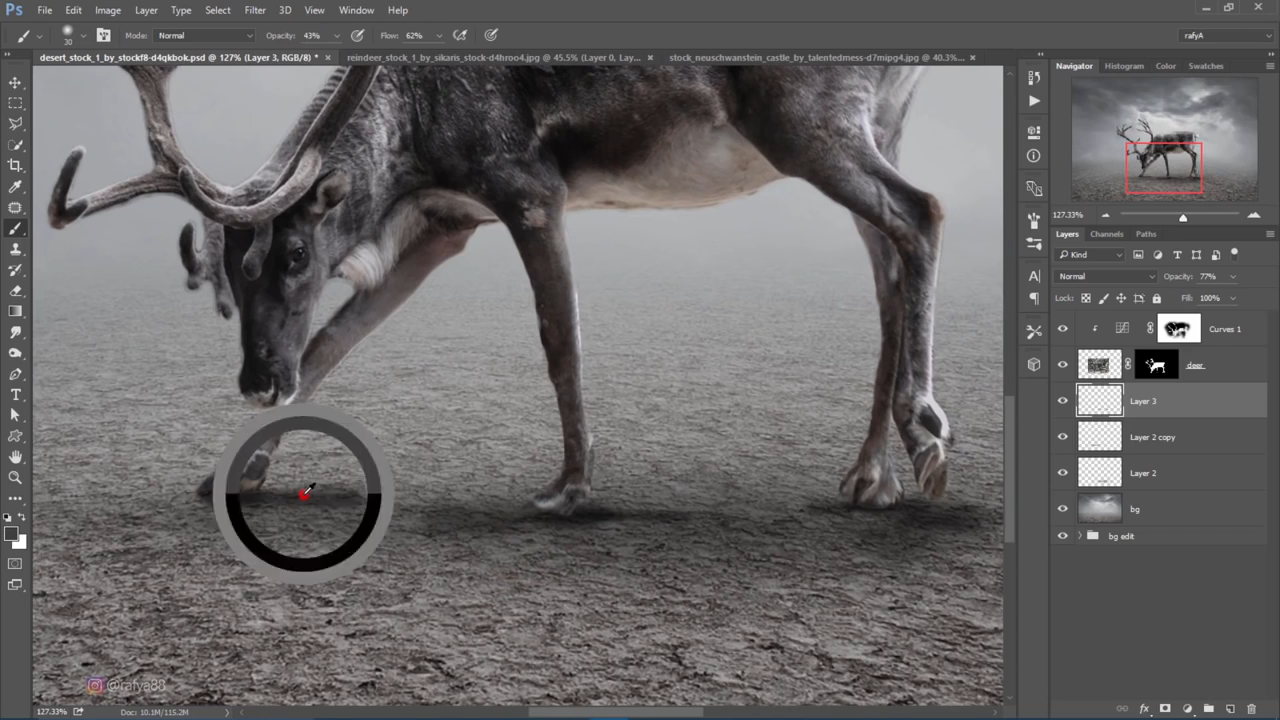 Ps File Edit Image Layer Type Select Filter 3D View Window Help
30 Mode: Normal Opacity: 43% Flow: 62% rafyA
desert_stock_1_by_stockf8-d4qkbok.psd @ 127% (Layer 3, RGB/8) * × reindeer_stock_1_by_sikaris_stock-d4hroo4.jpg @ 45.5% (Layer 0, Lay... × stock_neuschwanstein_castle_by_talentedmess-d7mipg4.jpg @ 40.3%... ×
Navigator Histogram Color Swatches
127.33%
Layers Channels Paths
Kind
Normal Opacity: 77%
Lock: Fill: 100%
Curves 1
deer
Layer 3
Layer 2 copy
Layer 2
bg
bg edit
@rafya88
127.33% Doc: 10.1M/115.2M